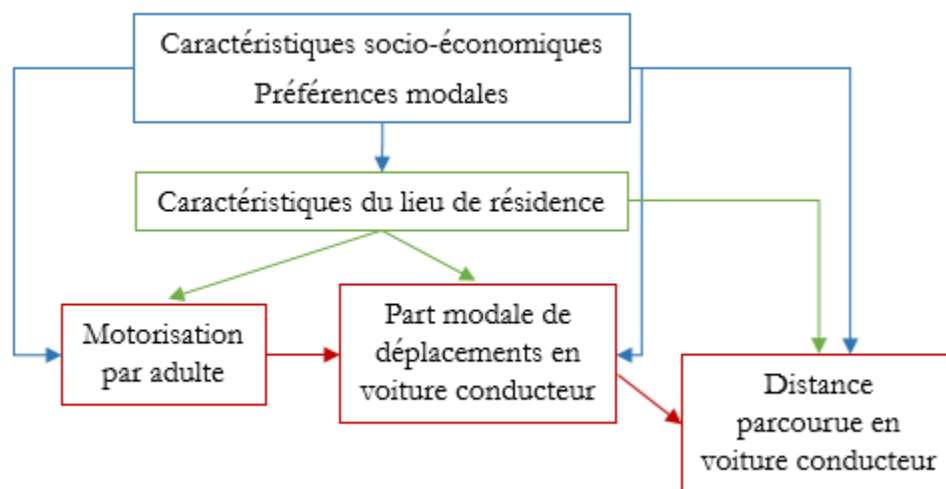 Caractéristiques socio-économiques
Préférences modales
Caractéristiques du lieu de résidence
Motorisation
par adulte
Part modale de
déplacements en
voiture conducteur
Distance
parcourue en
voiture conducteur